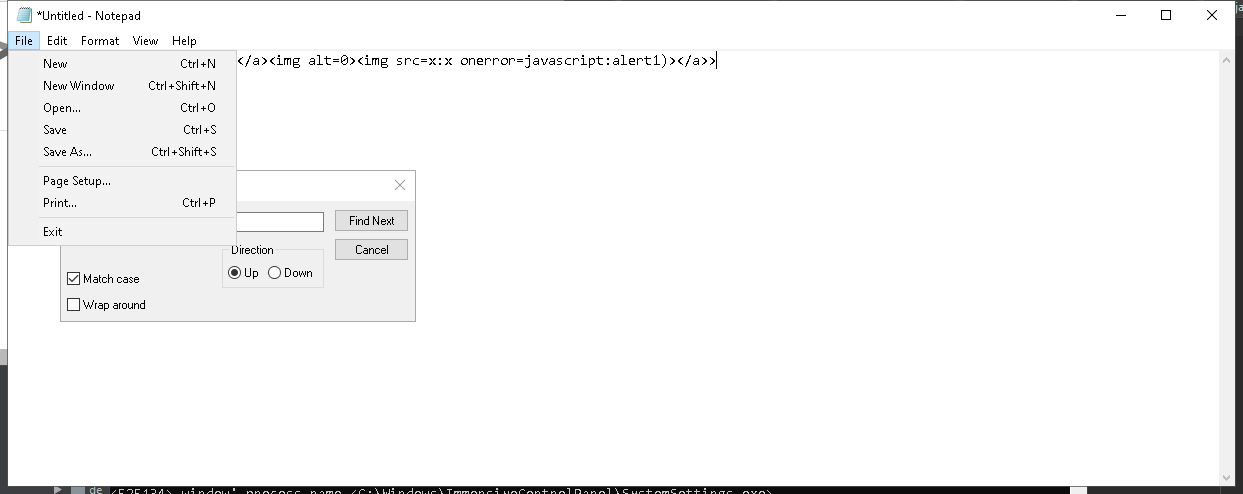 *Untitled - Notepad
File Edit Format View Help
</a><img alt=0><img src=x:x onerror=javascript:alert1)></a>>
New Ctrl+N
New Window Ctrl+Shift+N
Open... Ctrl+O
Save Ctrl+S
Save As... Ctrl+Shift+S
Page Setup...
Print... Ctrl+P
Exit
Find Next
Cancel
Direction
Up Down
Match case
Wrap around
de <525134> window' process name <C:\Windows\ImmersiveControlPanel\SystemSettings.exe>